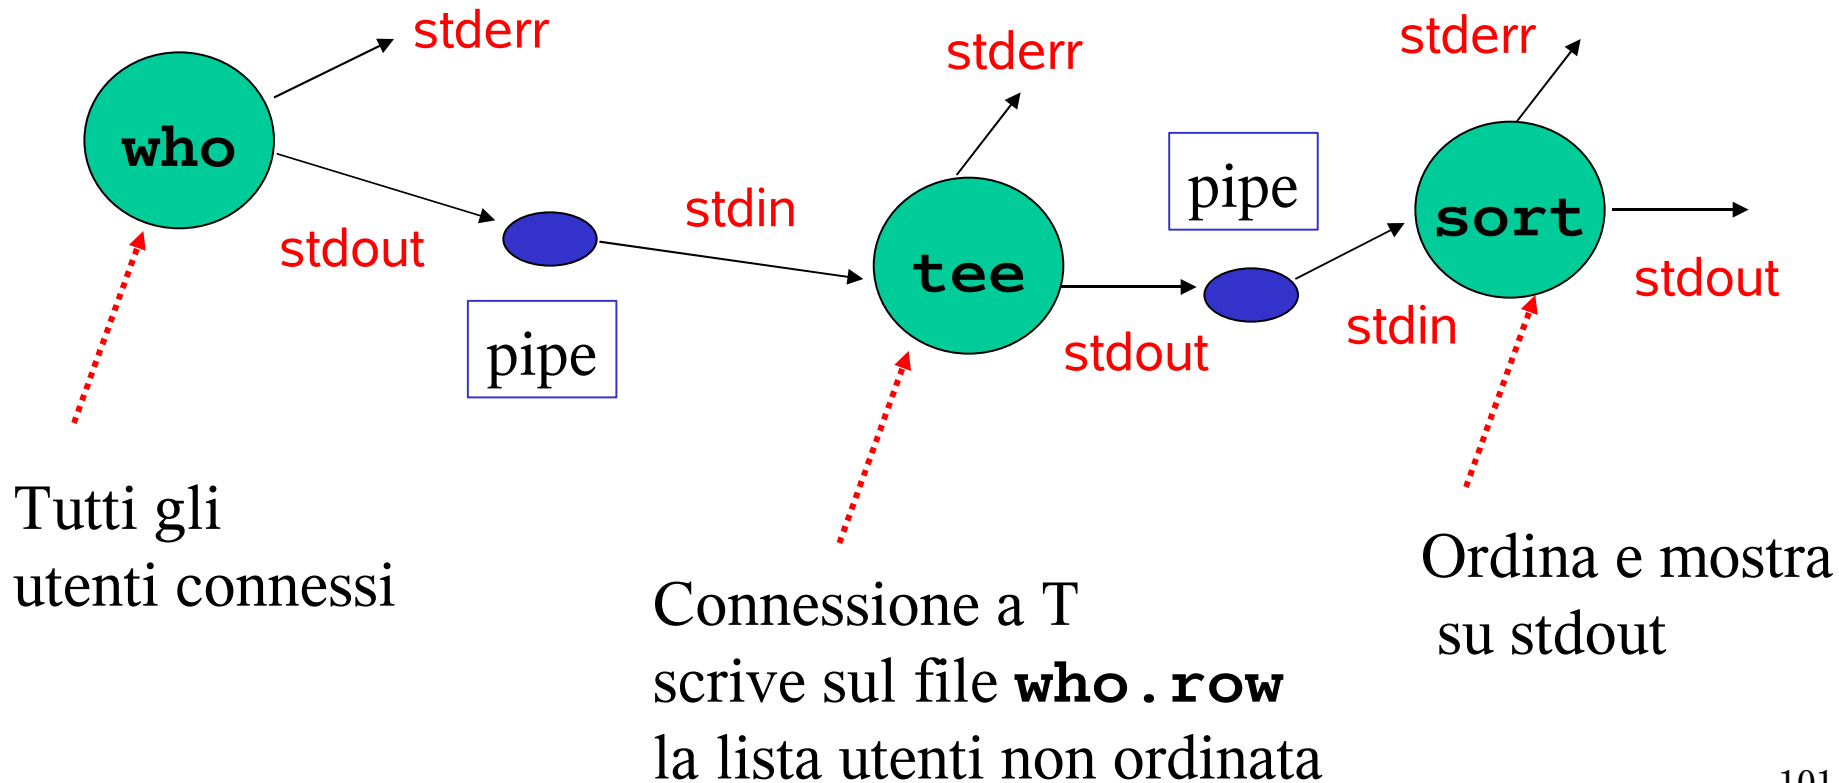 stderr
stderr
stderr
who
pipe
stdin
sort
stdout
tee
stdout
pipe
stdout
stdin
Tutti gli
utenti connessi
Connessione a T
scrive sul file who.row
la lista utenti non ordinata
Ordina e mostra
su stdout
101